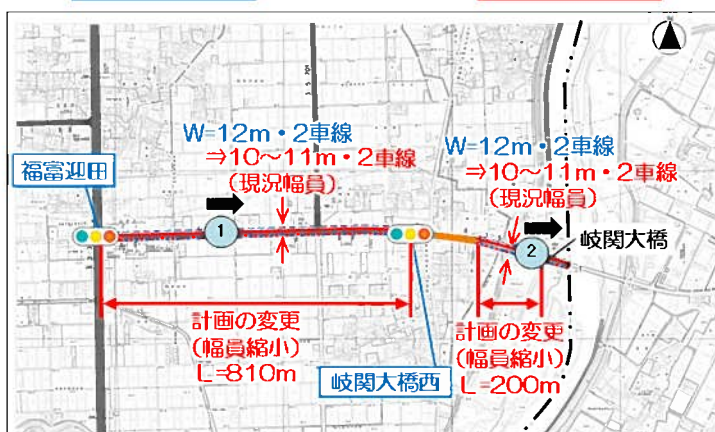 W=12m・2車線
⇒10～11m・2車線
(現況幅員)
W=12m・2車線
⇒10～11m・2車線
(現況幅員)
福富迎田
1
2
岐関大橋
計画の変更
(幅員縮小)
L=810m
岐関大橋西
計画の変更
(幅員縮小)
L=200m